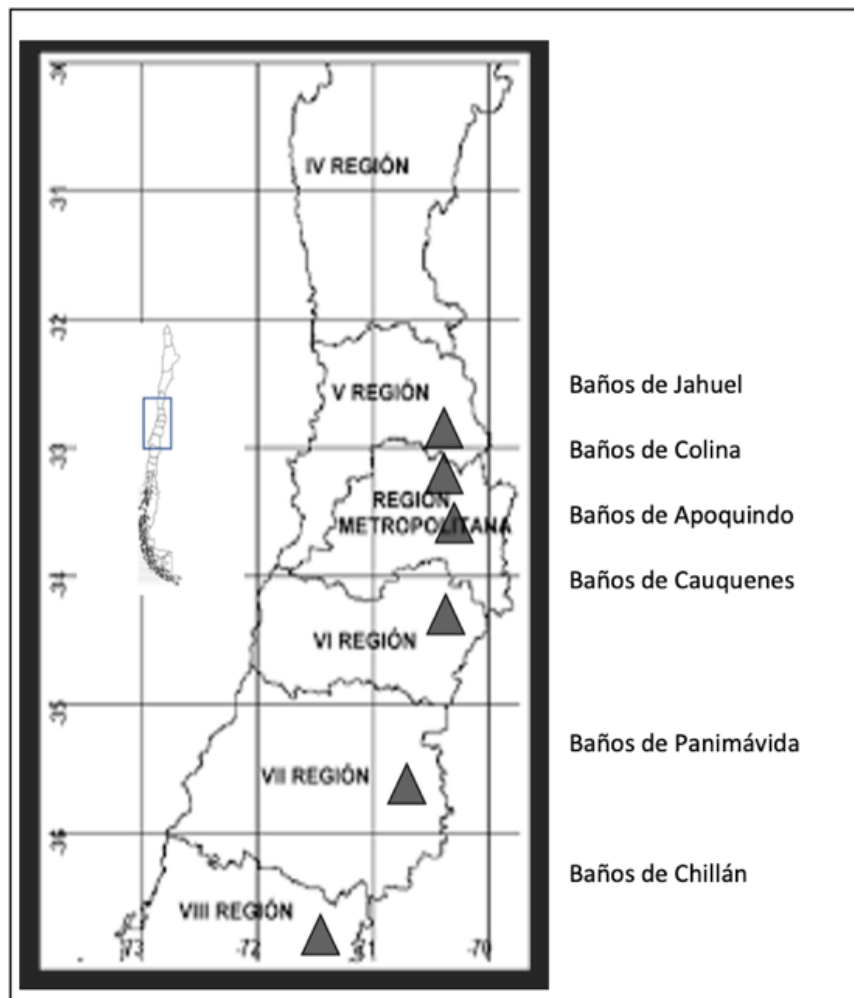 -30
IV REGIÓN
-31
-32
V REGIÓN
Baños de Jahuel
-33
Baños de Colina
REGION
METROPOLITANA
Baños de Apoquindo
-34
Baños de Cauquenes
VI REGIÓN
-35
Baños de Panimávida
VII REGIÓN
-36
Baños de Chillán
VIII REGIÓN
-73 -72 -71 -70